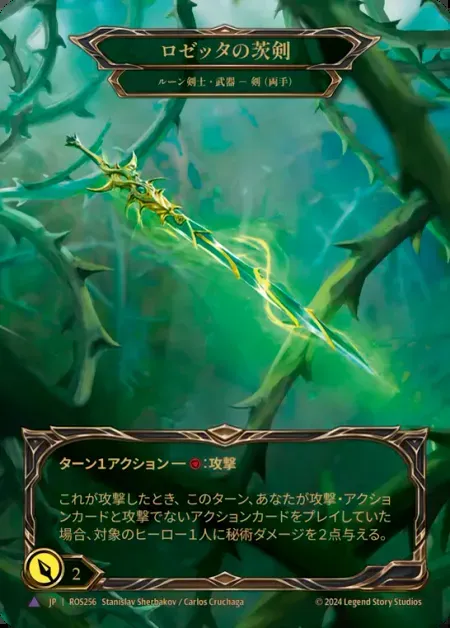 ロゼッタの茨剣
ルーン剣士・武器 － 剣 (両手)
ターン1アクション ー :攻撃
これが攻撃したとき、このターン、あなたが攻撃・アクショ
ンカードと攻撃でないアクションカードをプレイしていた
場合、対象のヒーロー１人に秘術ダメージを２点与える。
2
JP | ROS256 Stanislav Sherbakov / Carlos Cruchaga
© 2024 Legend Story Studios